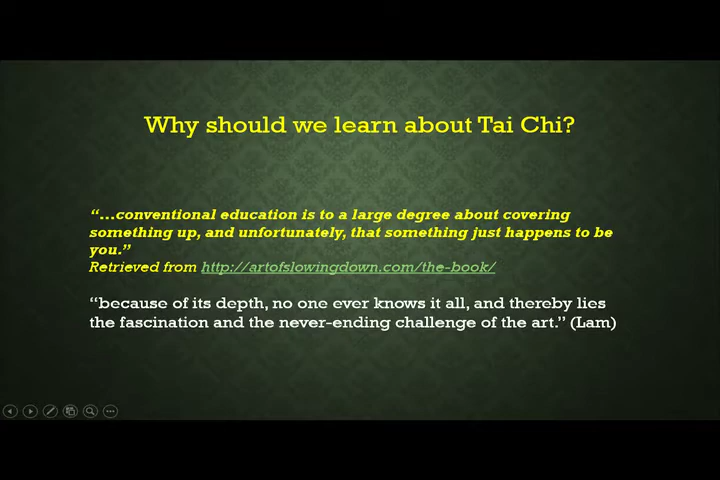 Why should we learn about Tai Chi?
“…conventional education is to a large degree about covering
something up, and unfortunately, that something just happens to be
you.”
Retrieved from http://artofslowingdown.com/the-book/
“because of its depth, no one ever knows it all, and thereby lies
the fascination and the never-ending challenge of the art.” (Lam)